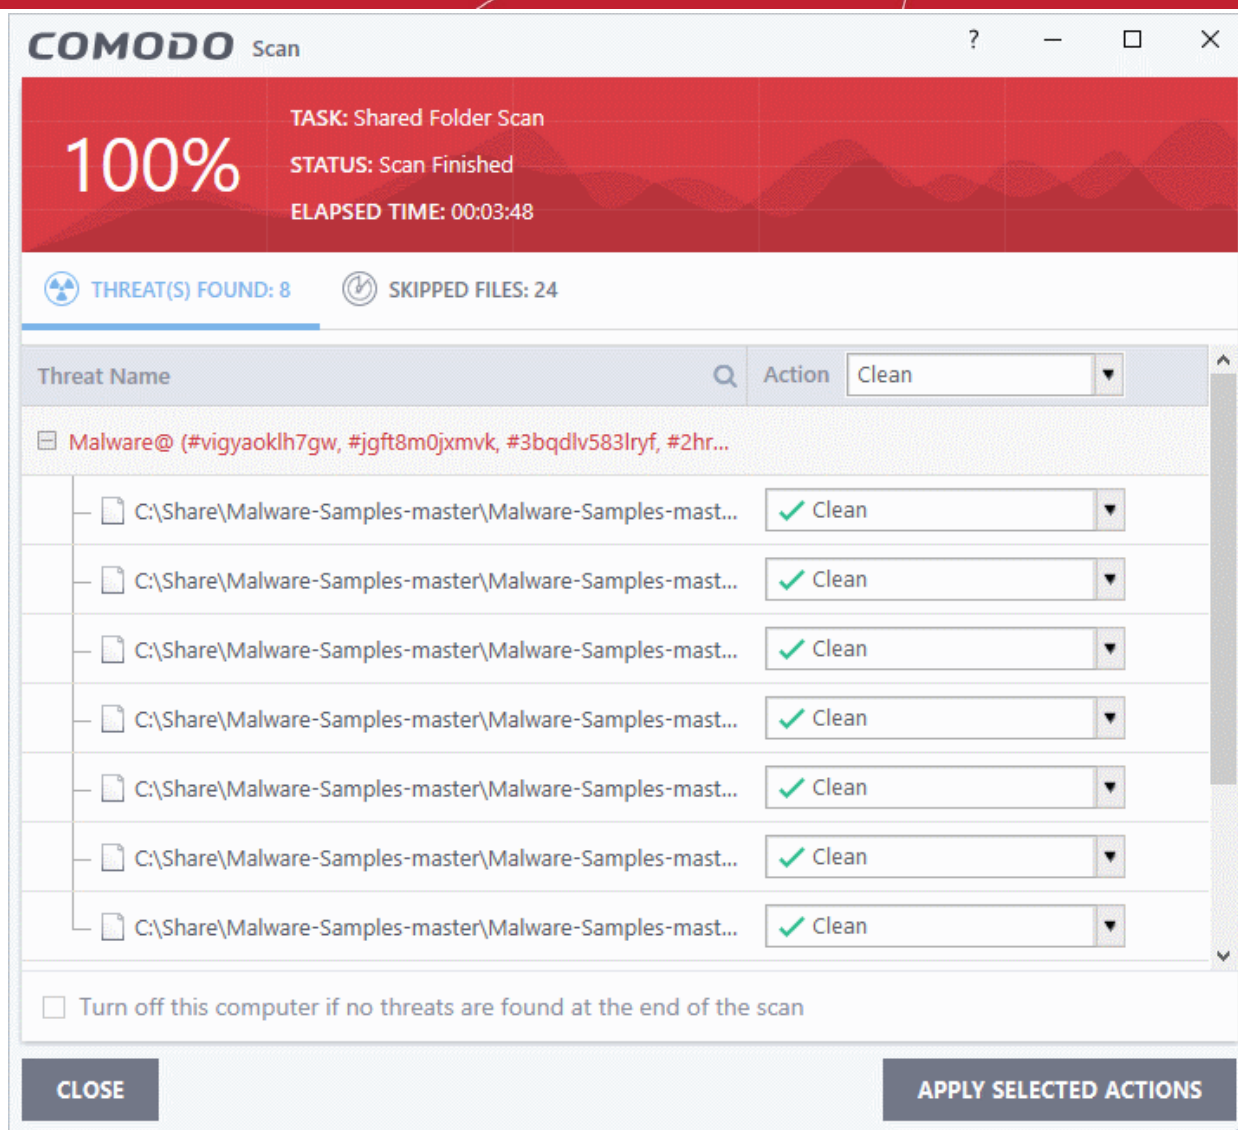 COMODO Scan ?
100%
TASK: Shared Folder Scan
STATUS: Scan Finished
ELAPSED TIME: 00:03:48
THREAT(S) FOUND: 8 SKIPPED FILES: 24
Threat Name Action Clean
Malware@ (#vigyaoklh7gw, #jgft8m0jxmvk, #3bqdlv583lryf, #2hr...
C:\Share\Malware-Samples-master\Malware-Samples-mast... Clean
C:\Share\Malware-Samples-master\Malware-Samples-mast... Clean
C:\Share\Malware-Samples-master\Malware-Samples-mast... Clean
C:\Share\Malware-Samples-master\Malware-Samples-mast... Clean
C:\Share\Malware-Samples-master\Malware-Samples-mast... Clean
C:\Share\Malware-Samples-master\Malware-Samples-mast... Clean
C:\Share\Malware-Samples-master\Malware-Samples-mast... Clean
Turn off this computer if no threats are found at the end of the scan
CLOSE APPLY SELECTED ACTIONS